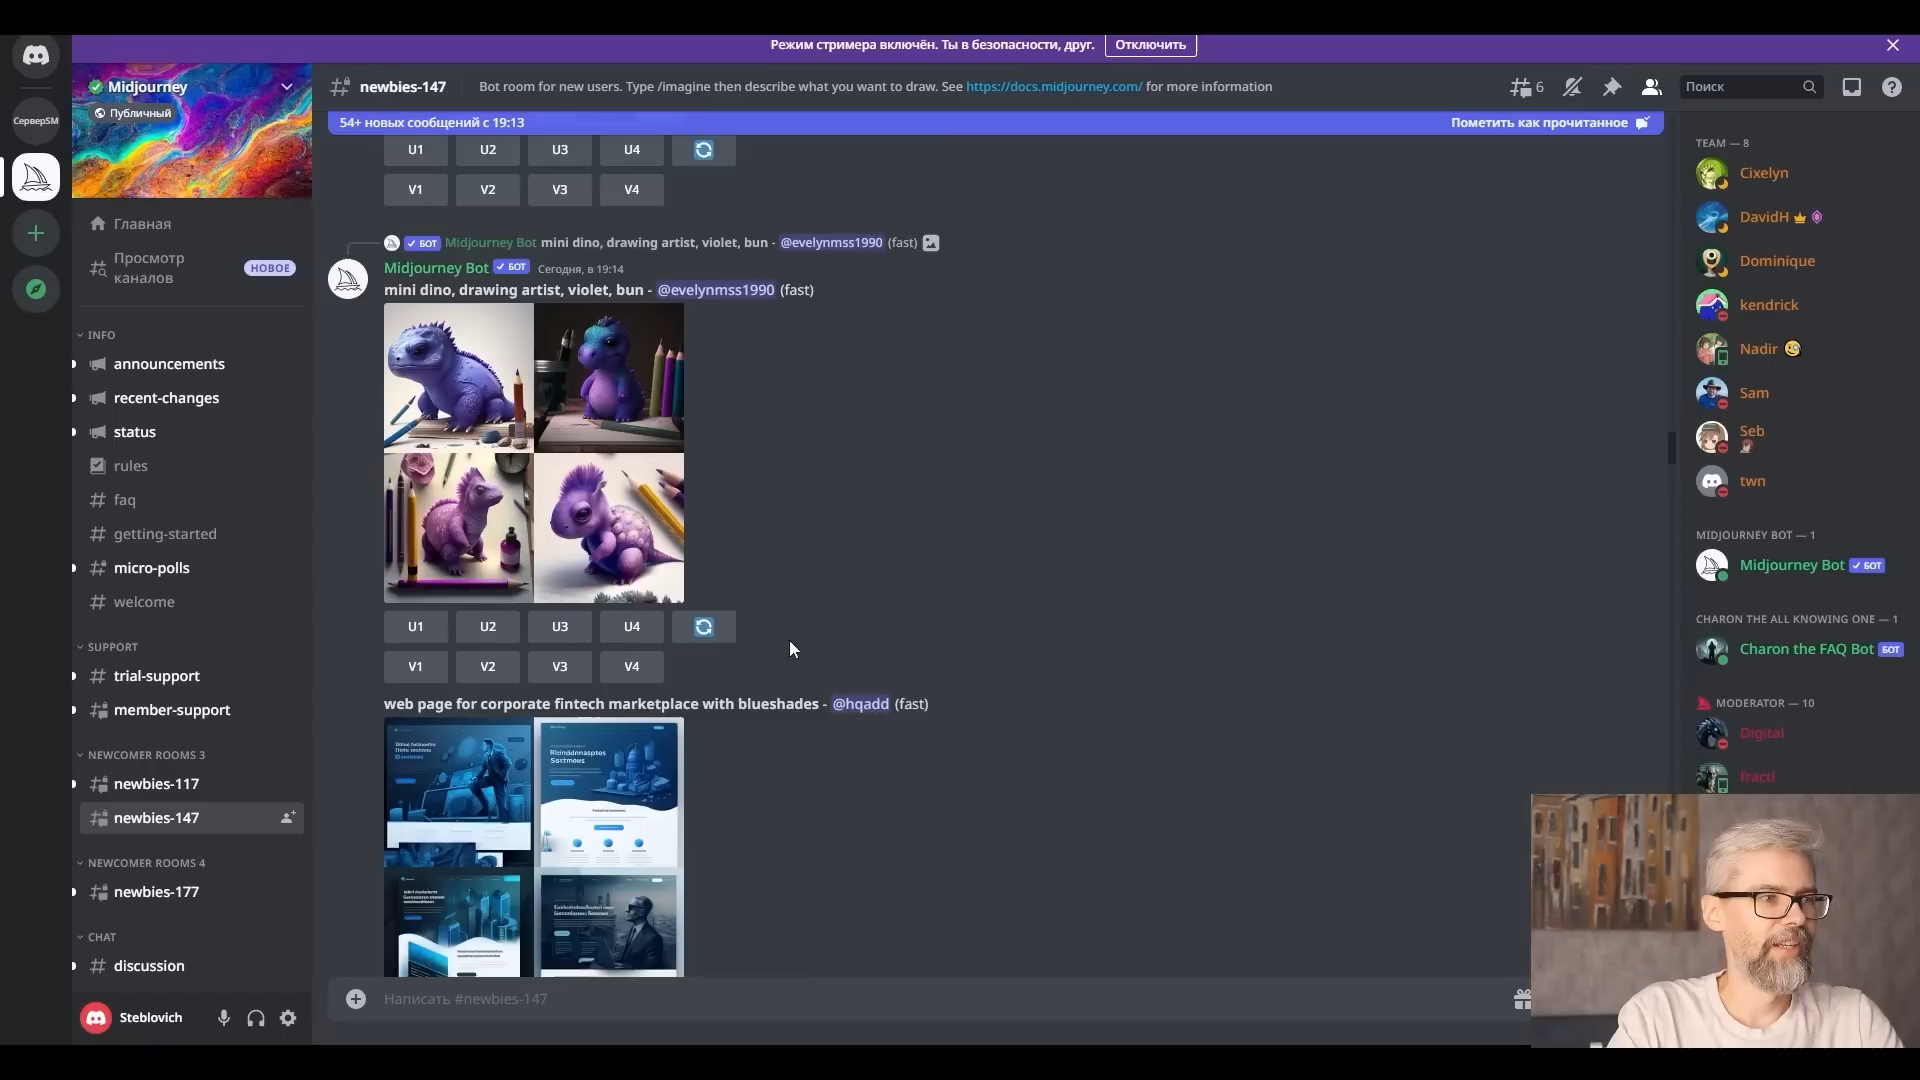 Режим стримера включён. Ты в безопасности, друг. Отключить
СерверSM
Midjourney
Публичный
Главная
Просмотр каналов
НОВОЕ
INFO
announcements
recent-changes
status
rules
faq
getting-started
micro-polls
welcome
SUPPORT
trial-support
member-support
NEWCOMER ROOMS 3
newbies-117
newbies-147
NEWCOMER ROOMS 4
newbies-177
CHAT
discussion
Steblovich
newbies-147 Bot room for new users. Type /imagine then describe what you want to draw. See https://docs.midjourney.com/ for more information
6
Поиск
54+ новых сообщений с 19:13 Пометить как прочитанное
U1 U2 U3 U4
V1 V2 V3 V4
БОТ Midjourney Bot mini dino, drawing artist, violet, bun - @evelynmss1990 (fast)
Midjourney Bot БОТ Сегодня, в 19:14
mini dino, drawing artist, violet, bun - @evelynmss1990 (fast)
U1 U2 U3 U4
V1 V2 V3 V4
web page for corporate fintech marketplace with blueshades - @hqadd (fast)
Написать #newbies-147
TEAM — 8
Cixelyn
DavidH
Dominique
kendrick
Nadir
Sam
Seb
twn
MIDJOURNEY BOT — 1
Midjourney Bot БОТ
CHARON THE ALL KNOWING ONE — 1
Charon the FAQ Bot БОТ
MODERATOR — 10
Digital
fractl